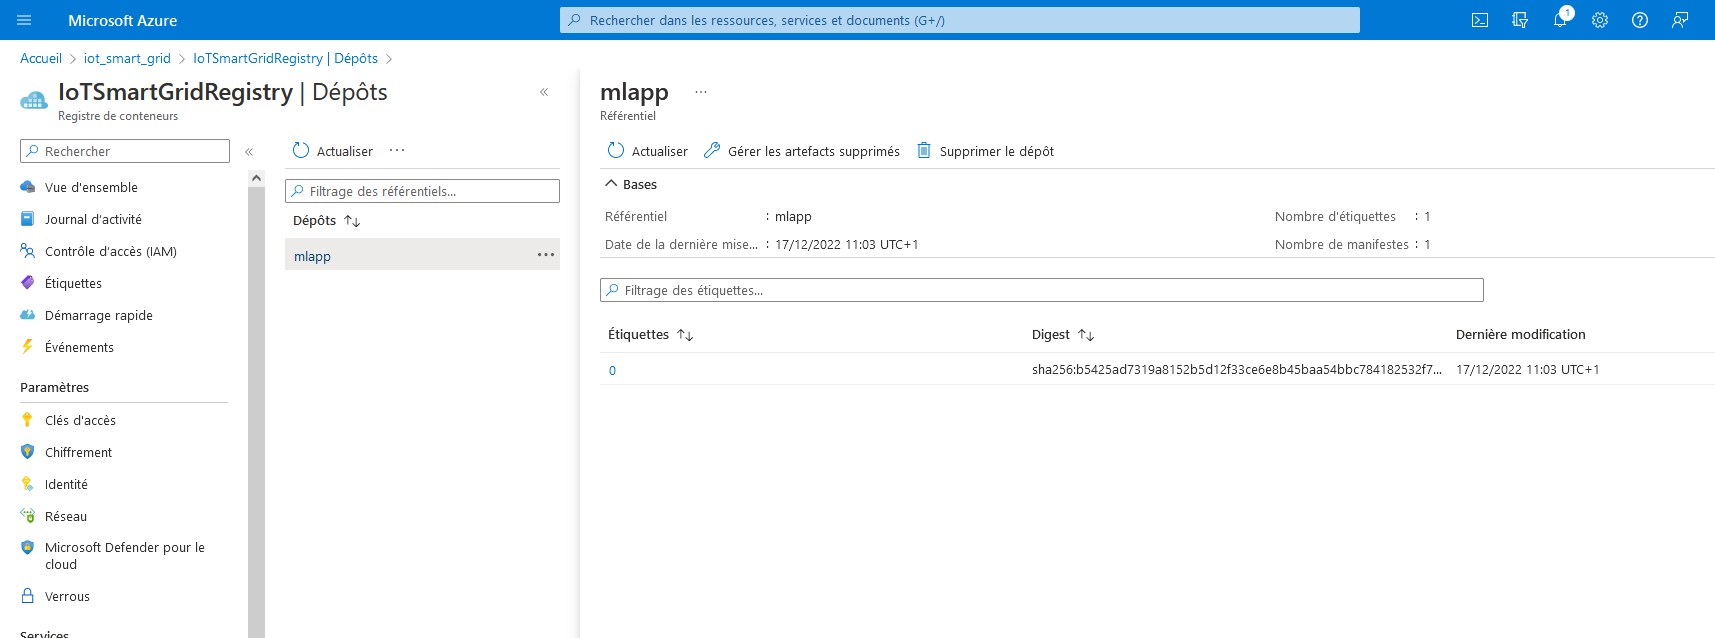 Microsoft Azure
Rechercher dans les ressources, services et documents (G+/)
1
Accueil > iot_smart_grid > IoTSmartGridRegistry | Dépôts >
IoTSmartGridRegistry | Dépôts
Registre de conteneurs
Rechercher
Vue d'ensemble
Journal d'activité
Contrôle d'accès (IAM)
Étiquettes
Démarrage rapide
Événements
Paramètres
Clés d'accès
Chiffrement
Identité
Réseau
Microsoft Defender pour le
cloud
Verrous
Services
Actualiser
Filtrage des référentiels...
Dépôts
mlapp
mlapp
Référentiel
Actualiser
Gérer les artefacts supprimés
Supprimer le dépôt
Bases
Référentiel : mlapp
Nombre d'étiquettes : 1
Date de la dernière mise... : 17/12/2022 11:03 UTC+1
Nombre de manifestes : 1
Filtrage des étiquettes...
Étiquettes Digest Dernière modification
0 sha256:b5425ad7319a8152b5d12f33ce6e8b45baa54bbc784182532f7... 17/12/2022 11:03 UTC+1